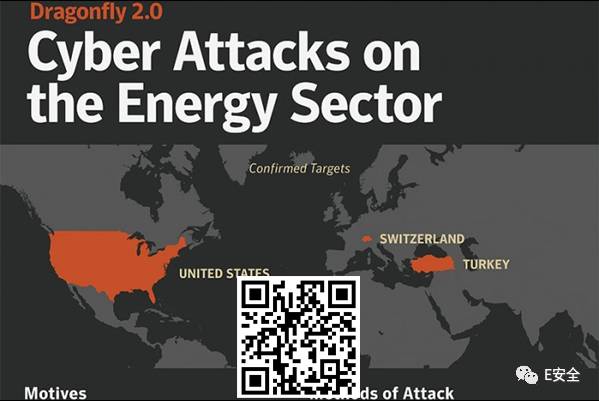 Dragonfly 2.0
Cyber Attacks on
the Energy Sector
Confirmed Targets
SWITZERLAND
TURKEY
UNITED STATES
Motives
of Attack
E安全